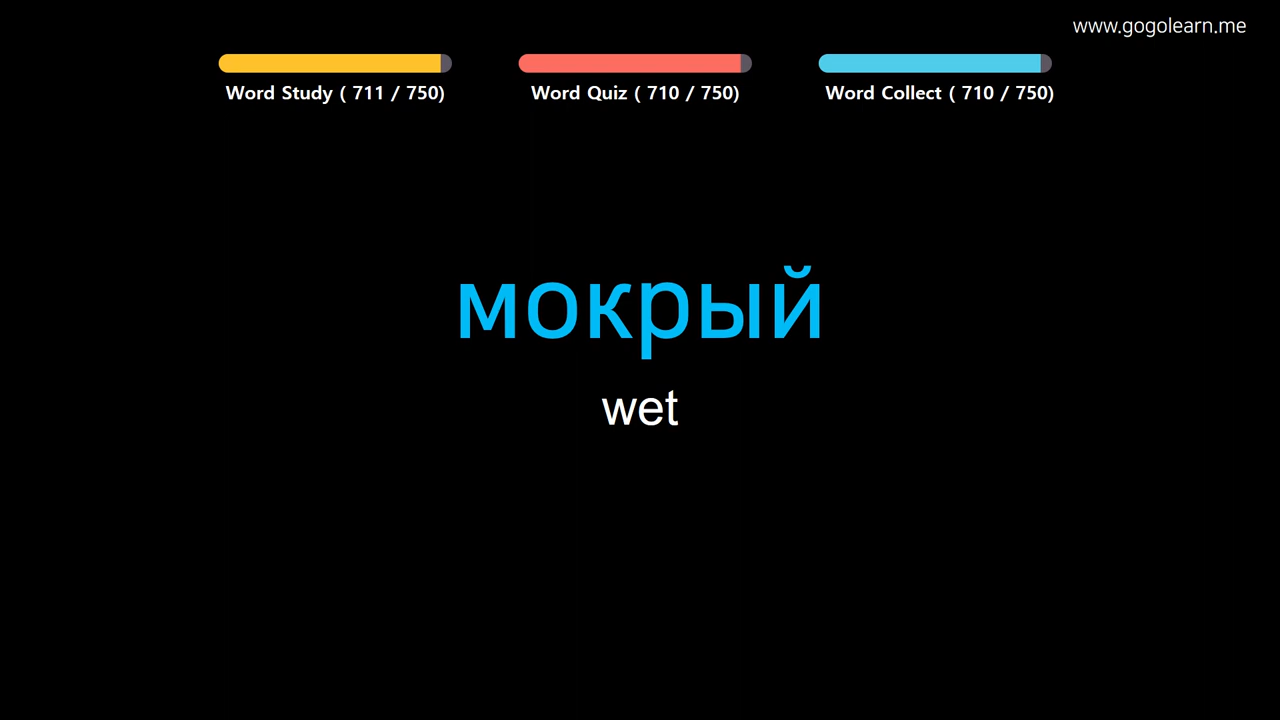 www.gogolearn.me
Word Study ( 711 / 750)
Word Quiz ( 710 / 750)
Word Collect ( 710 / 750)
мокрый
wet